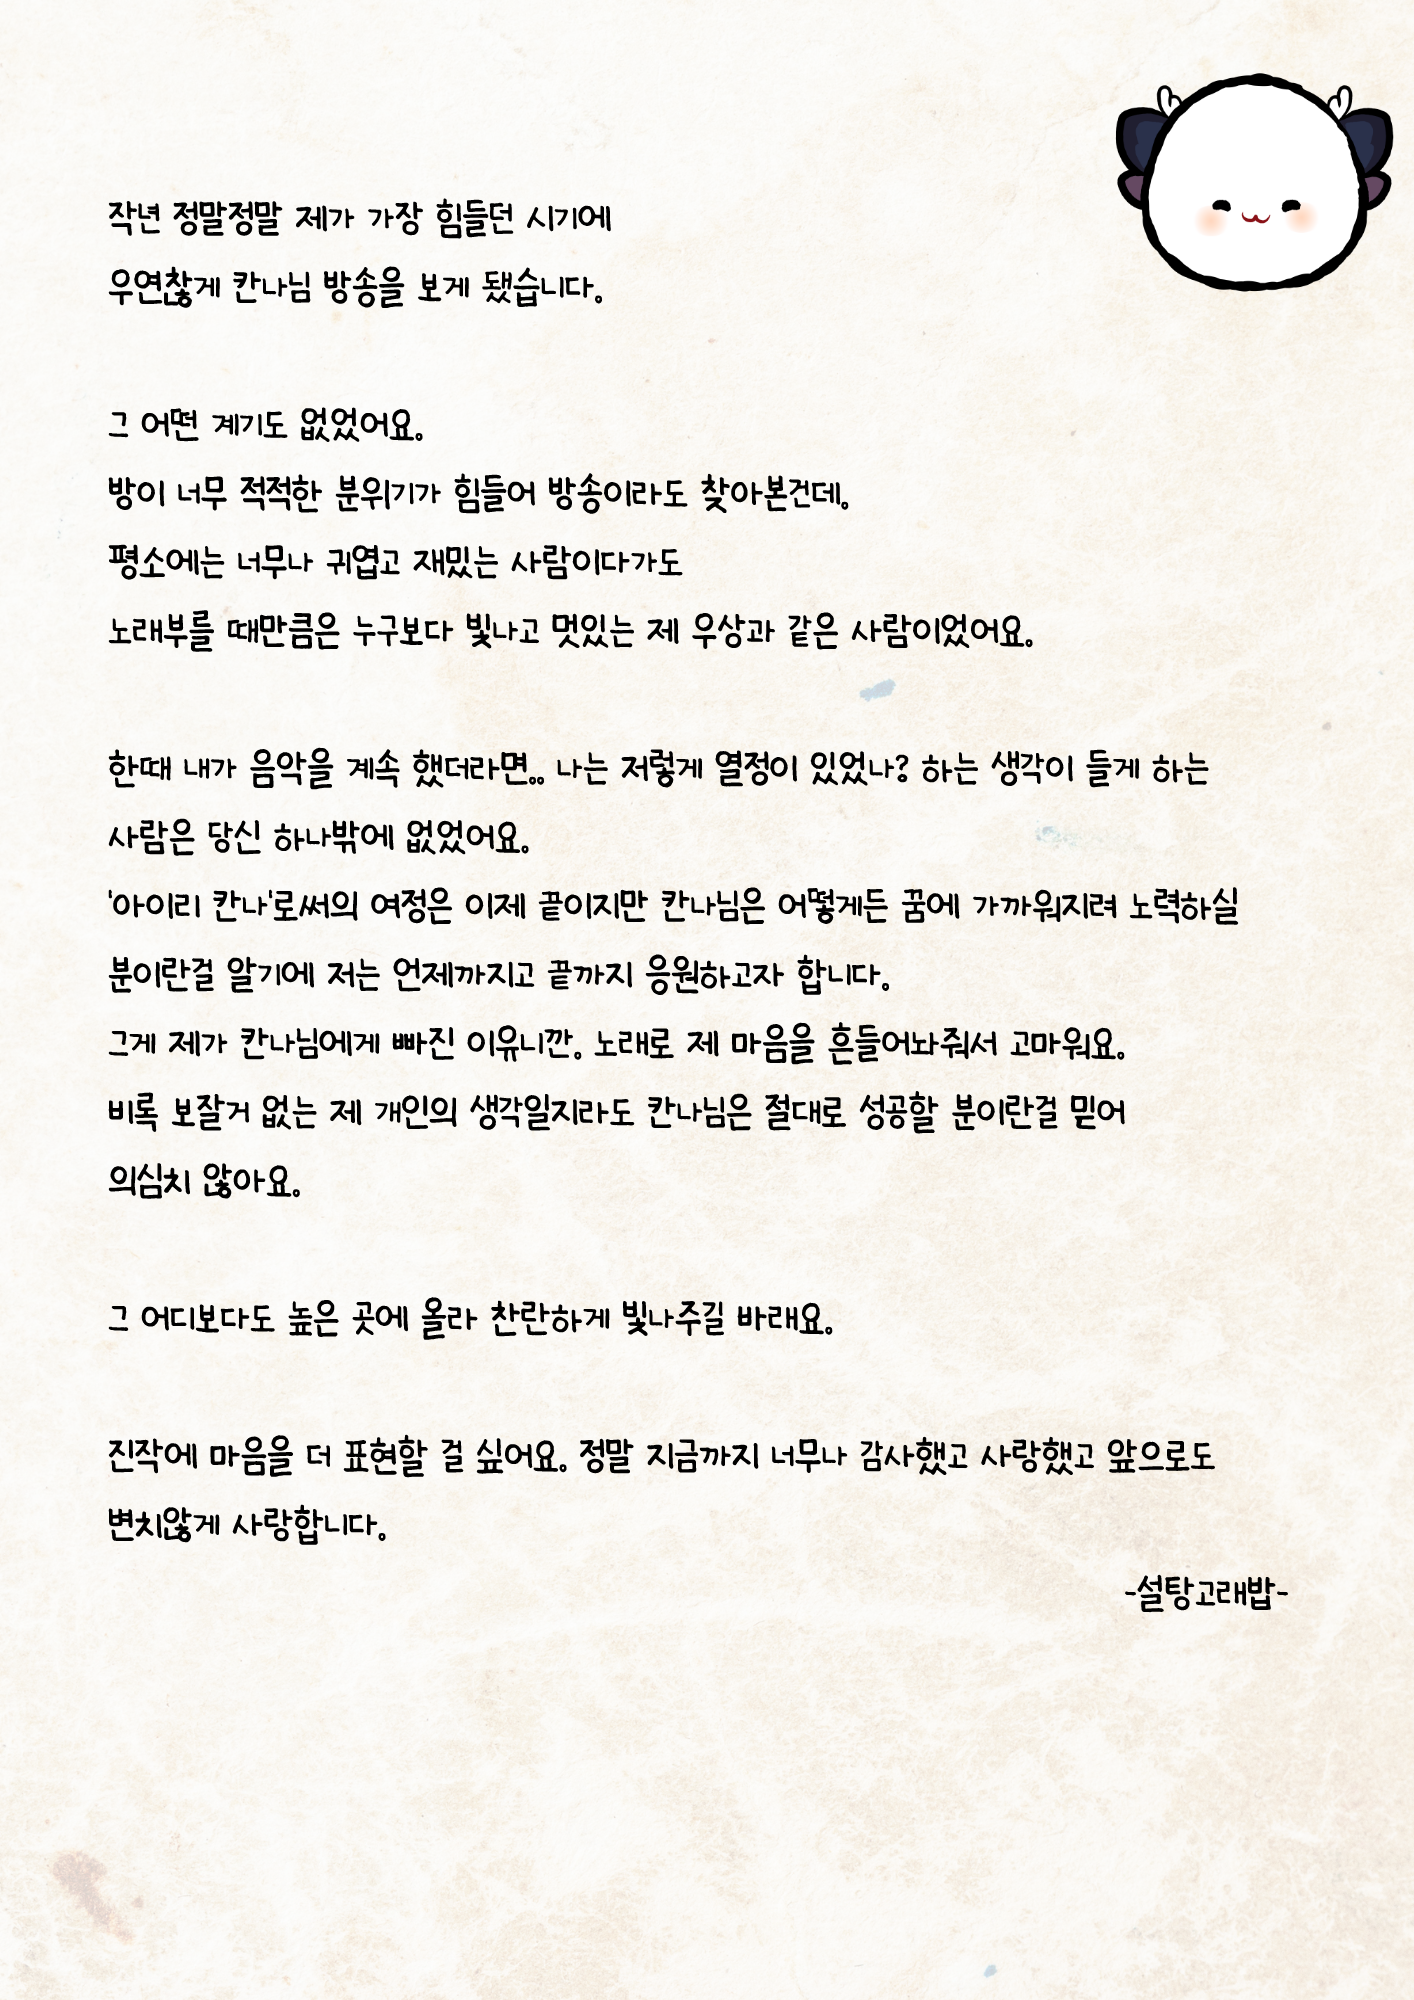 작년 정말정말 제가 가장 힘들던 시기에
우연찮게 칸나님 방송을 보게 됐습니다.
그 어떤 계기도 없었어요.
방이 너무 적적한 분위기가 힘들어 방송이라도 찾아본건데.
평소에는 너무나 귀엽고 재밌는 사람이다가도
노래부를 때만큼은 누구보다 빛나고 멋있는 제 우상과 같은 사람이었어요.
한때 내가 음악을 계속 했더라면.. 나는 저렇게 열정이 있었나? 하는 생각이 들게 하는
사람은 당신 하나밖에 없었어요.
'아이리 칸나'로써의 여정은 이제 끝이지만 칸나님은 어떻게든 꿈에 가까워지려 노력하실
분이란걸 알기에 저는 언제까지고 끝까지 응원하고자 합니다.
그게 제가 칸나님에게 빠진 이유니깐. 노래로 제 마음을 흔들어놔줘서 고마워요.
비록 보잘거 없는 제 개인의 생각일지라도 칸나님은 절대로 성공할 분이란걸 믿어
의심치 않아요.
그 어디보다도 높은 곳에 올라 찬란하게 빛나주길 바래요.
진작에 마음을 더 표현할 걸 싶어요. 정말 지금까지 너무나 감사했고 사랑했고 앞으로도
변치않게 사랑합니다.
-설탕고래밥-